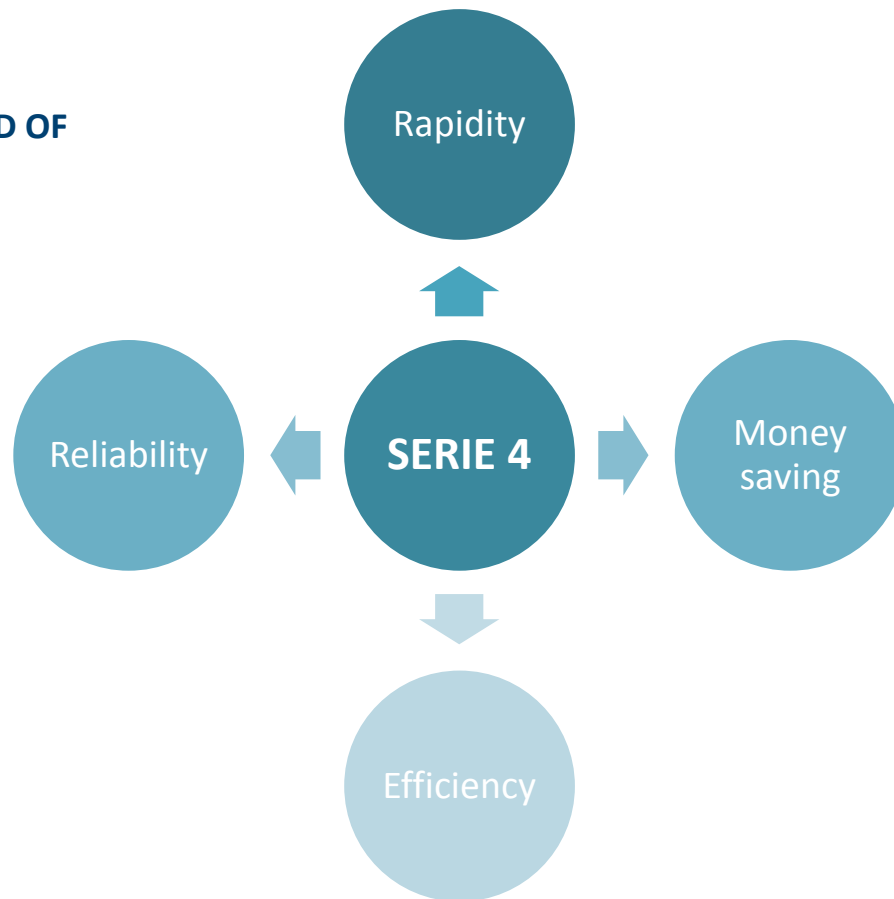 Rapidity
D OF
Reliability
SERIE 4
Money
saving
Efficiency